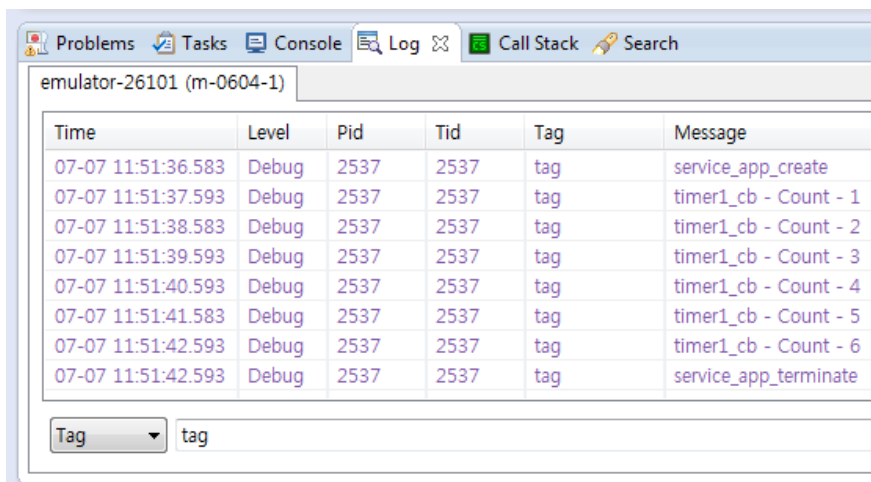 Problems Tasks Console Log Call Stack Search
emulator-26101 (m-0604-1)
Time Level Pid Tid Tag Message
07-07 11:51:36.583 Debug 2537 2537 tag service_app_create
07-07 11:51:37.593 Debug 2537 2537 tag timer1_cb - Count - 1
07-07 11:51:38.583 Debug 2537 2537 tag timer1_cb - Count - 2
07-07 11:51:39.593 Debug 2537 2537 tag timer1_cb - Count - 3
07-07 11:51:40.593 Debug 2537 2537 tag timer1_cb - Count - 4
07-07 11:51:41.583 Debug 2537 2537 tag timer1_cb - Count - 5
07-07 11:51:42.593 Debug 2537 2537 tag timer1_cb - Count - 6
07-07 11:51:42.593 Debug 2537 2537 tag service_app_terminate
Tag tag